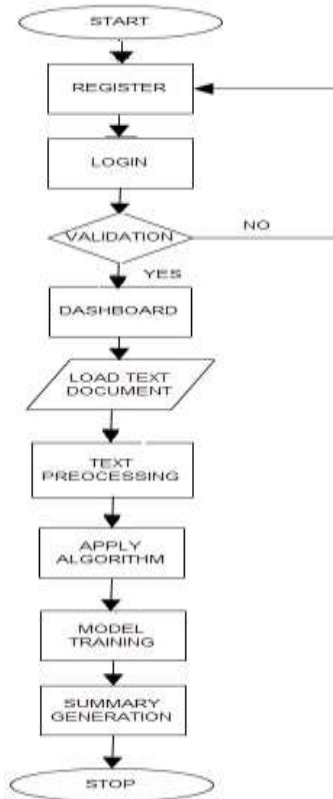 START
REGISTER
LOGIN
VALIDATION
NO
YES
DASHBOARD
LOAD TEXT
DOCUMENT
TEXT
PREOCESSING
APPLY
ALGORITHM
MODEL
TRAINING
SUMMARY
GENERATION
STOP